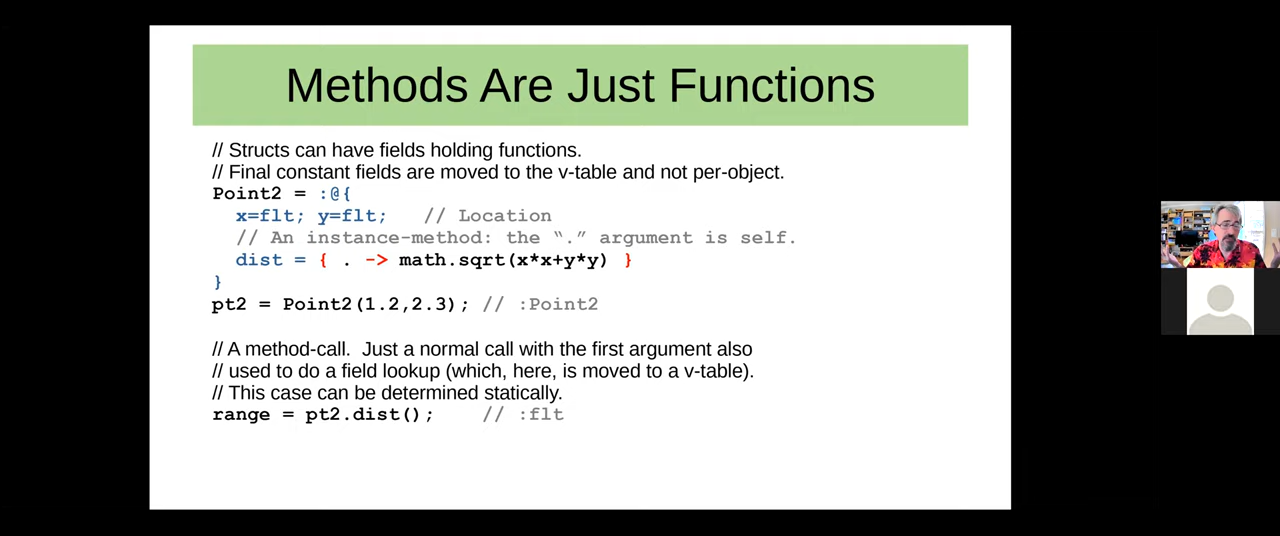 Methods Are Just Functions
// Structs can have fields holding functions.
// Final constant fields are moved to the v-table and not per-object.
Point2 = :@{
x=flt; y=flt; // Location
// An instance-method: the “.” argument is self.
dist = { . -> math.sqrt(x*x+y*y) }
}
pt2 = Point2(1.2,2.3); // :Point2
// A method-call. Just a normal call with the first argument also
// used to do a field lookup (which, here, is moved to a v-table).
// This case can be determined statically.
range = pt2.dist(); // :flt